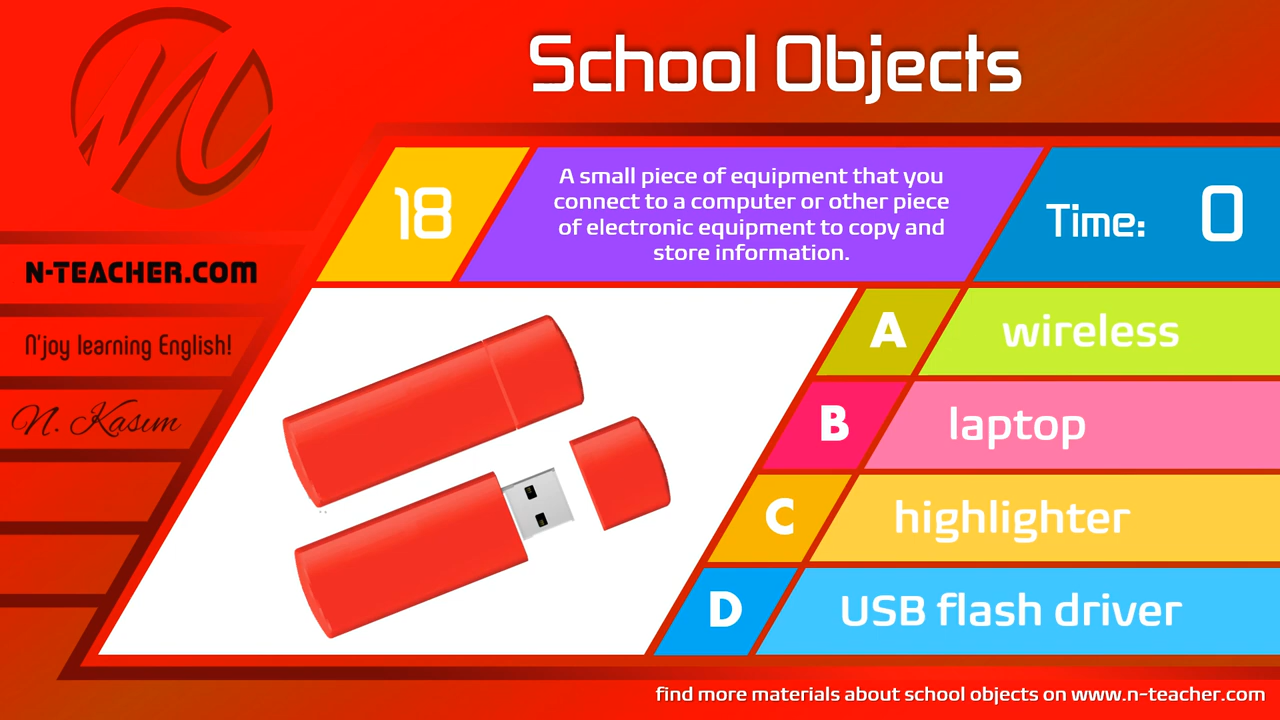 School Objects
18
A small piece of equipment that you
connect to a computer or other piece
of electronic equipment to copy and
store information.
Time: 0
N-TEACHER.COM
N'joy learning English!
N. Kasım
A wireless
B laptop
C highlighter
D USB flash driver
find more materials about school objects on www.n-teacher.com